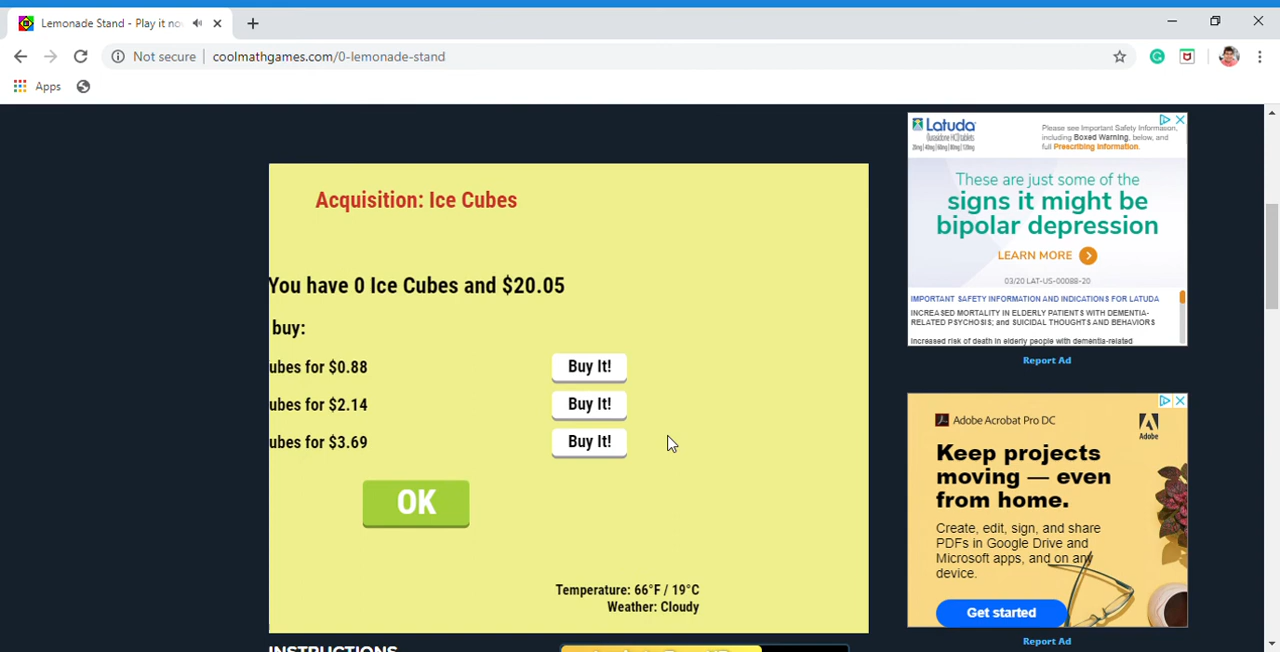 Lemonade Stand - Play it no
Not secure
coolmathgames.com/0-lemonade-stand
Apps
Acquisition: Ice Cubes
You have 0 Ice Cubes and $20.05
buy:
ubes for $0.88
Buy It!
ubes for $2.14
Buy It!
ubes for $3.69
Buy It!
OK
Temperature: 66°F / 19°C
Weather: Cloudy
INSTRUCTIONS
Latuda
Please see Important Safety Information,
including Boxed Warning, below, and
full Prescribing Information.
These are just some of the
signs it might be
bipolar depression
LEARN MORE
03/20 LAT-US-00088-20
IMPORTANT SAFETY INFORMATION AND INDICATIONS FOR LATUDA
INCREASED MORTALITY IN ELDERLY PATIENTS WITH DEMENTIA-
RELATED PSYCHOSIS; and SUICIDAL THOUGHTS AND BEHAVIORS
Increased risk of death in elderly people with dementia-related
Report Ad
Adobe Acrobat Pro DC
Adobe
Keep projects
moving — even
from home.
Create, edit, sign, and share
PDFs in Google Drive and
Microsoft apps, and on any
device.
Get started
Report Ad